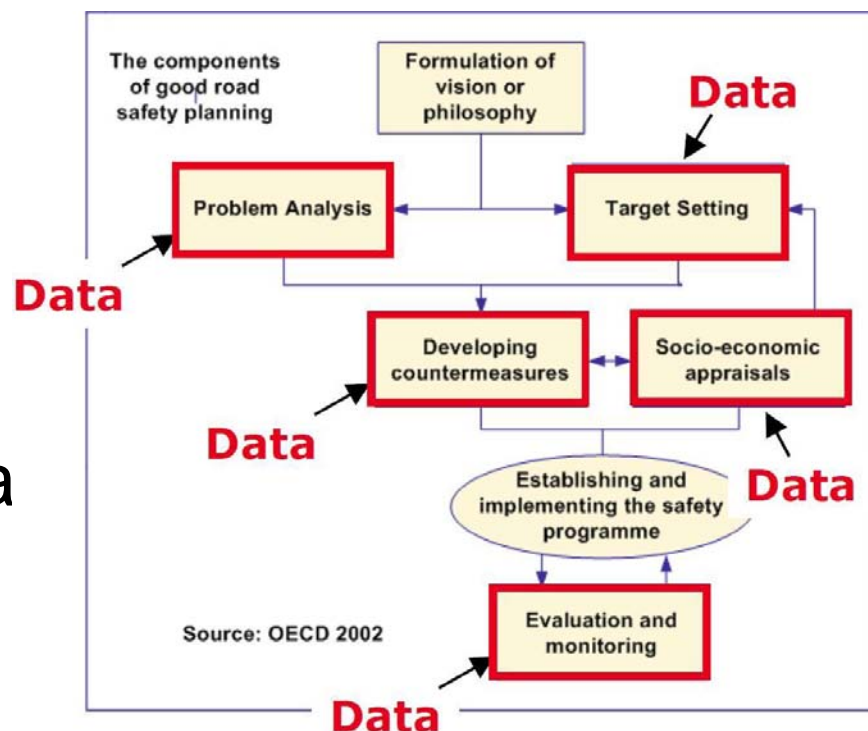 The components
of good road
safety planning
Formulation of
vision or
philosophy
Data
Problem Analysis
Target Setting
Data
Developing
countermeasures
Socio-economic
appraisals
Data
a
Data
Establishing and
implementing the safety
programme
Evaluation and
monitoring
Source: OECD 2002
Data